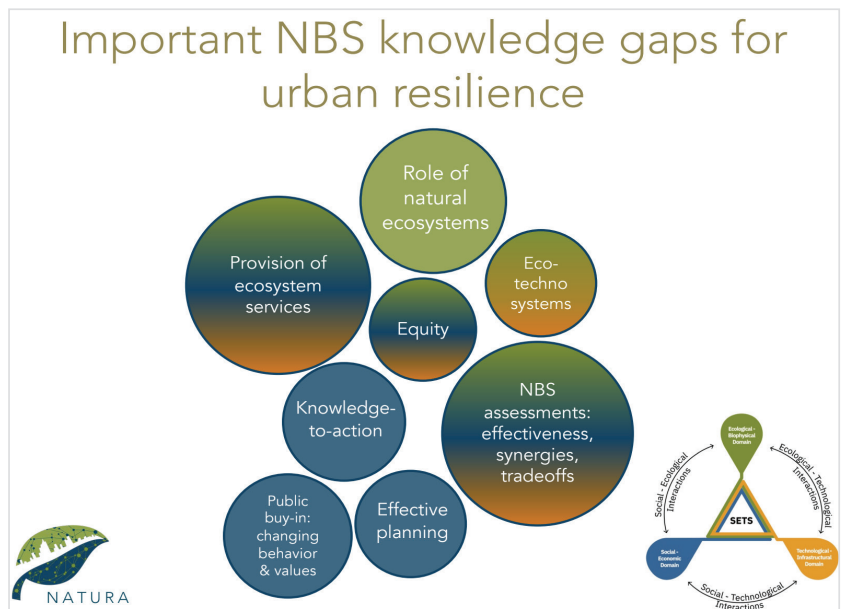 Important NBS knowledge gaps for
urban resilience
Role of
natural
ecosystems
Provision of
ecosystem
services
Eco-
techno
systems
Equity
Knowledge-
to-action
NBS
assessments:
effectiveness,
synergies,
tradeoffs
Public
buy-in:
changing
behavior
& values
Effective
planning
Ecological -
Biophysical
Domain
Social - Ecological
Interactions
Ecological - Technological
Interactions
SETS
Social -
Economic
Domain
Technological -
Infrastructural
Domain
Social - Technological
Interactions
NATURA